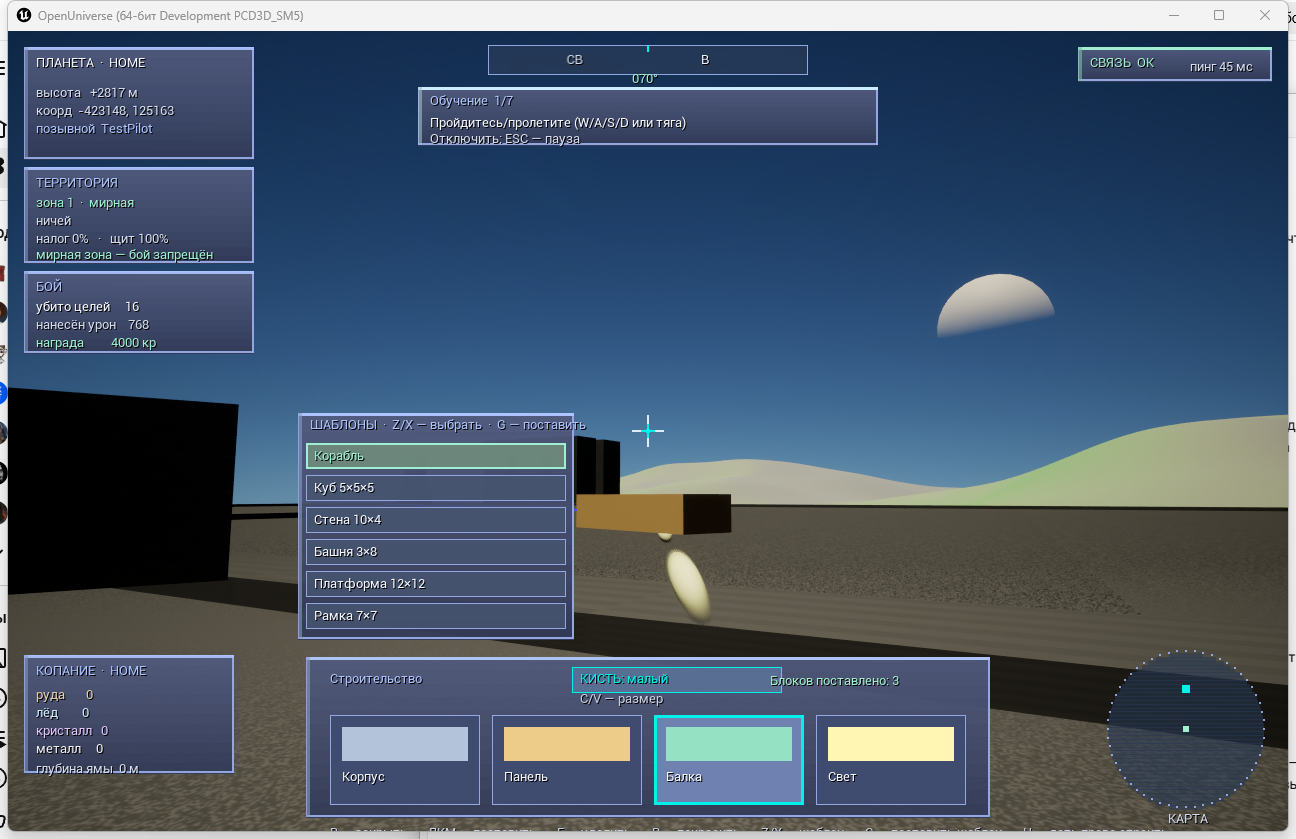 OpenUniverse (64-бит Development PCD3D_SM5)
ПЛАНЕТА · HOME
высота +2817 м
коорд -423148, 125163
позывной TestPilot
СВ В
070°
СВЯЗЬ ОК пинг 45 мс
Обучение 1/7
Пройдитесь/пролетите (W/A/S/D или тяга)
Отключить: ESC — пауза
ТЕРРИТОРИЯ
зона 1 · мирная
ничей
налог 0% · щит 100%
мирная зона — бой запрещён
БОЙ
убито целей 16
нанесён урон 768
награда 4000 кр
ШАБЛОНЫ · Z/X — выбрать · G — поставить
Корабль
Куб 5×5×5
Стена 10×4
Башня 3×8
Платформа 12×12
Рамка 7×7
КОПАНИЕ · HOME
руда 0
лёд 0
кристалл 0
металл 0
глубина ямы 0 м
Строительство
КИСТЬ: малый
C/V — размер
Блоков поставлено: 3
Корпус
Панель
Балка
Свет
КАРТА